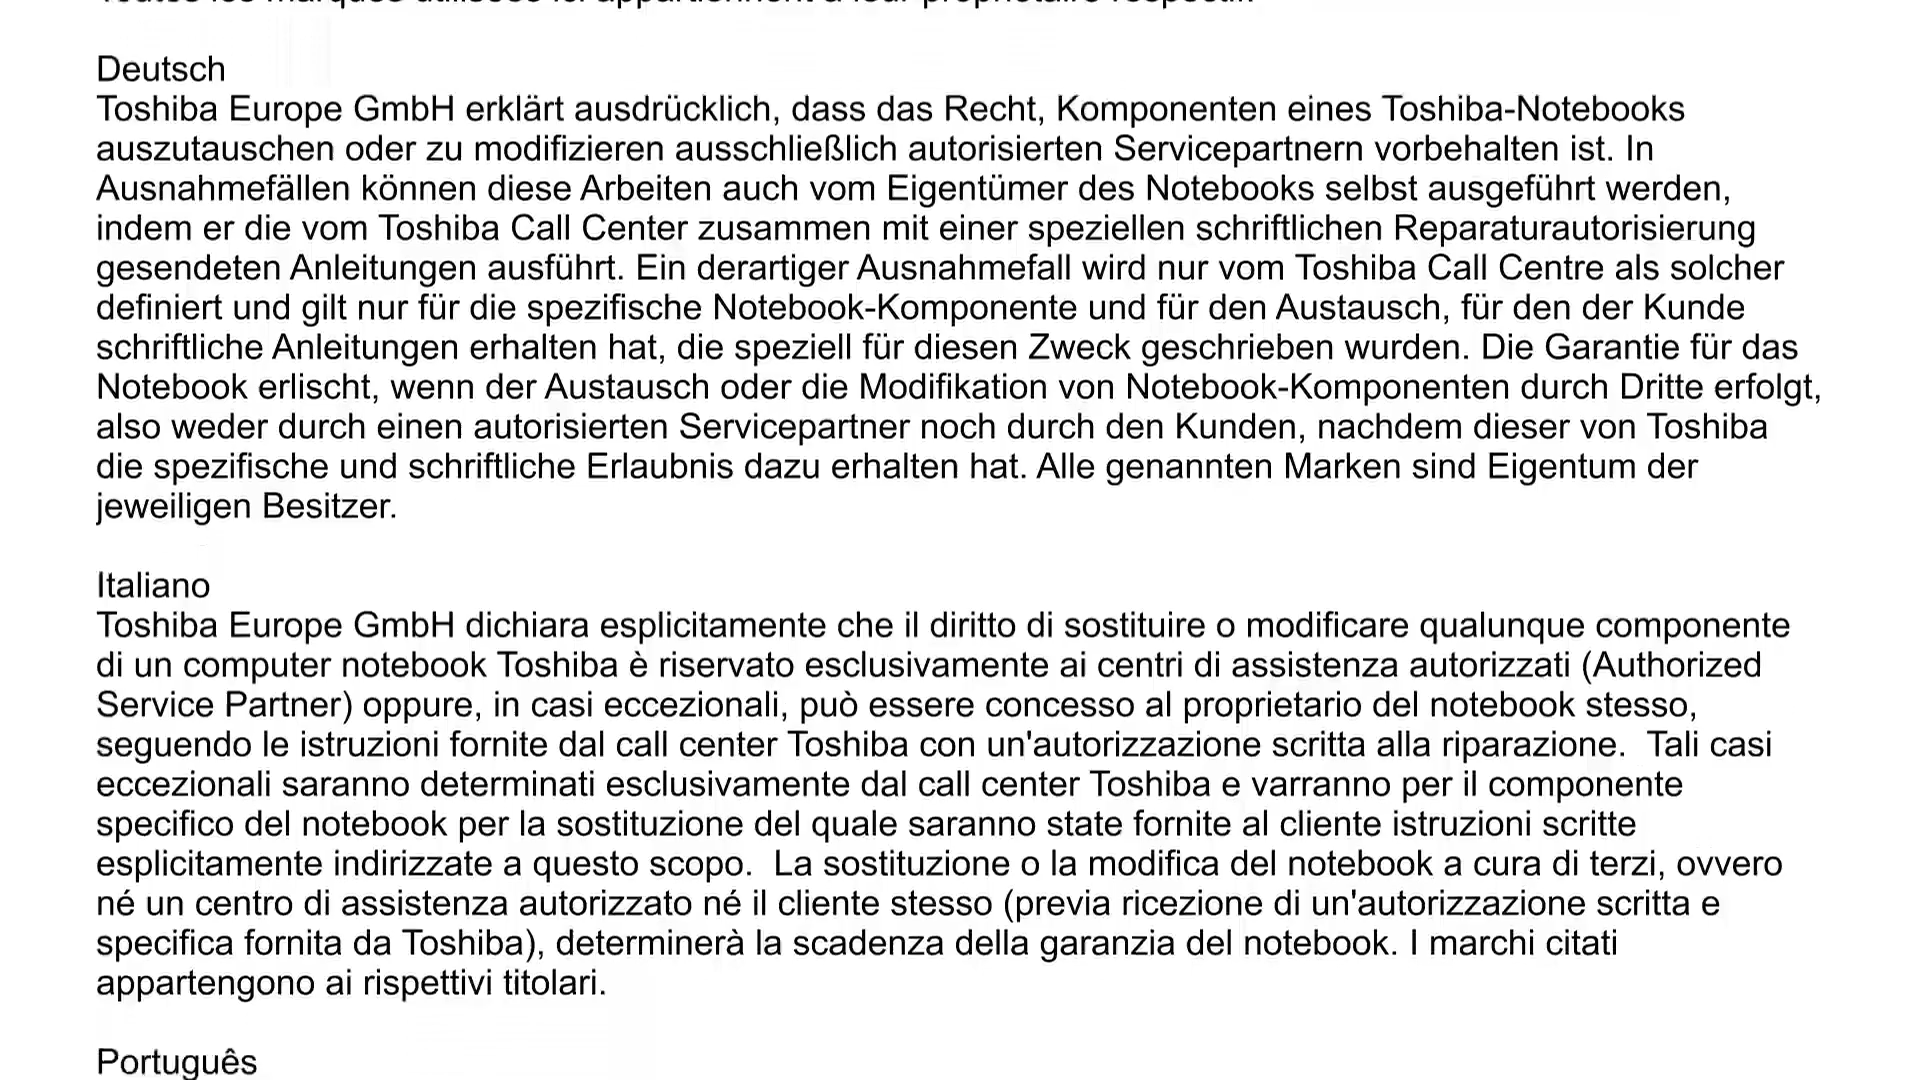 Deutsch
Toshiba Europe GmbH erklärt ausdrücklich, dass das Recht, Komponenten eines Toshiba-Notebooks
auszutauschen oder zu modifizieren ausschließlich autorisierten Servicepartnern vorbehalten ist. In
Ausnahmefällen können diese Arbeiten auch vom Eigentümer des Notebooks selbst ausgeführt werden,
indem er die vom Toshiba Call Center zusammen mit einer speziellen schriftlichen Reparaturautorisierung
gesendeten Anleitungen ausführt. Ein derartiger Ausnahmefall wird nur vom Toshiba Call Centre als solcher
definiert und gilt nur für die spezifische Notebook-Komponente und für den Austausch, für den der Kunde
schriftliche Anleitungen erhalten hat, die speziell für diesen Zweck geschrieben wurden. Die Garantie für das
Notebook erlischt, wenn der Austausch oder die Modifikation von Notebook-Komponenten durch Dritte erfolgt,
also weder durch einen autorisierten Servicepartner noch durch den Kunden, nachdem dieser von Toshiba
die spezifische und schriftliche Erlaubnis dazu erhalten hat. Alle genannten Marken sind Eigentum der
jeweiligen Besitzer.
Italiano
Toshiba Europe GmbH dichiara esplicitamente che il diritto di sostituire o modificare qualunque componente
di un computer notebook Toshiba è riservato esclusivamente ai centri di assistenza autorizzati (Authorized
Service Partner) oppure, in casi eccezionali, può essere concesso al proprietario del notebook stesso,
seguendo le istruzioni fornite dal call center Toshiba con un'autorizzazione scritta alla riparazione.  Tali casi
eccezionali saranno determinati esclusivamente dal call center Toshiba e varranno per il componente
specifico del notebook per la sostituzione del quale saranno state fornite al cliente istruzioni scritte
esplicitamente indirizzate a questo scopo.  La sostituzione o la modifica del notebook a cura di terzi, ovvero
né un centro di assistenza autorizzato né il cliente stesso (previa ricezione di un'autorizzazione scritta e
specifica fornita da Toshiba), determinerà la scadenza della garanzia del notebook. I marchi citati
appartengono ai rispettivi titolari.
Português